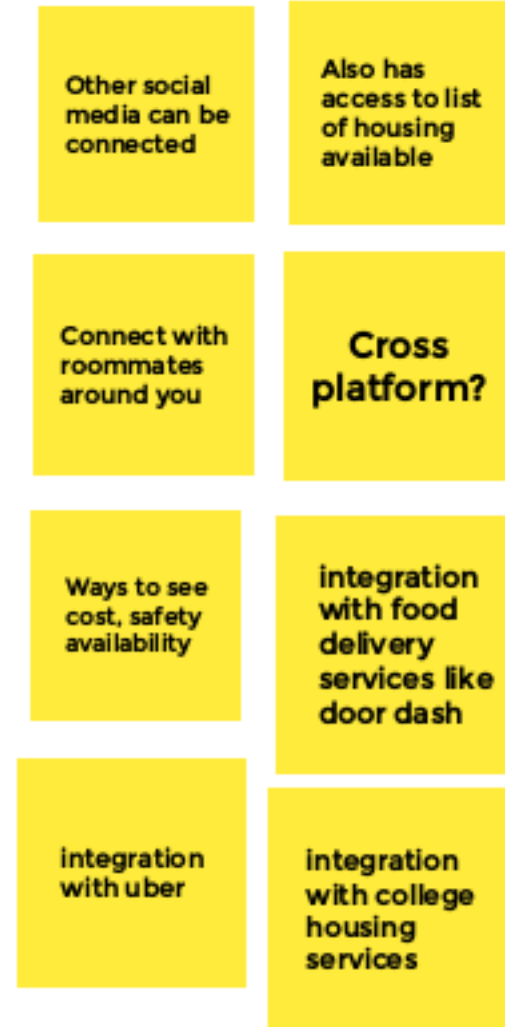 Other social
media can be
connected
Also has
access to list
of housing
available
Connect with
roommates
around you
Cross
platform?
Ways to see
cost, safety
availability
integration
with food
delivery
services like
door dash
integration
with uber
integration
with college
housing
services